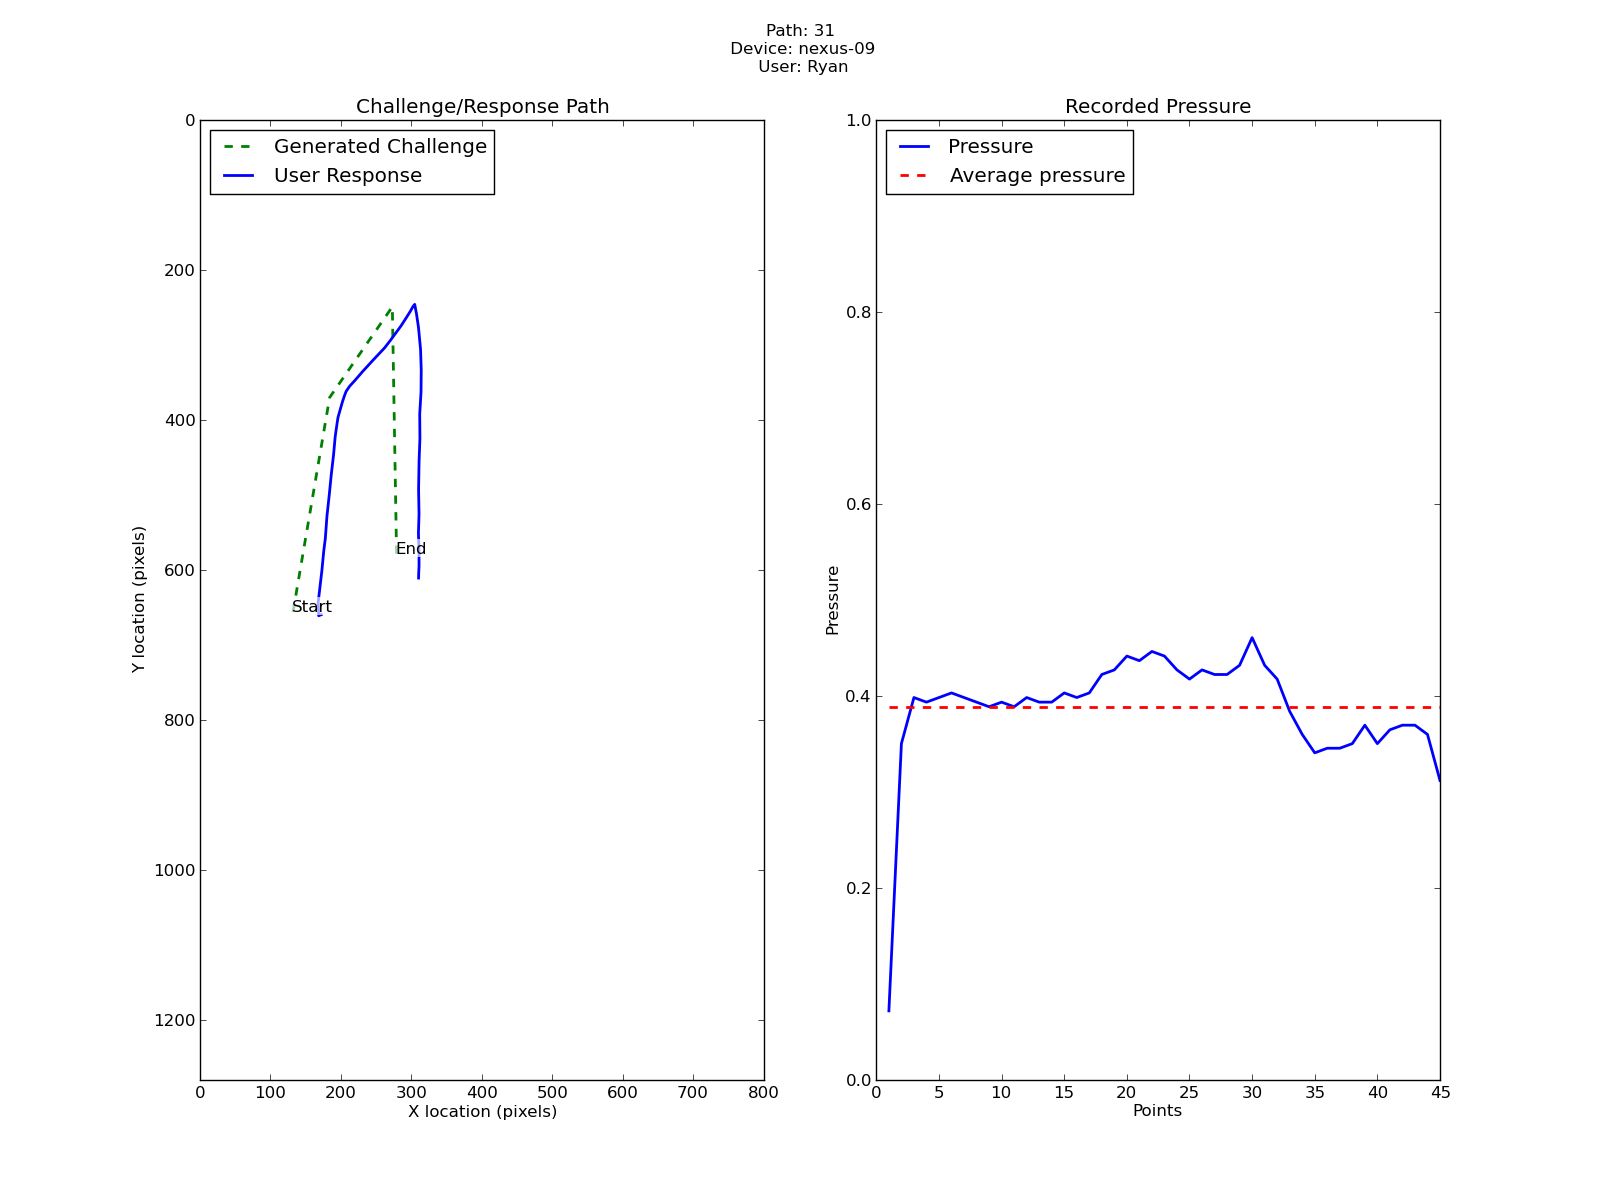 Path: 31
Device: nexus-09
User: Ryan
Challenge/Response Path
Generated Challenge
User Response
0
200
400
600
800
1000
1200
Y location (pixels)
Start
End
0 100 200 300 400 500 600 700 800
X location (pixels)
Recorded Pressure
Pressure
Average pressure
1.0
0.8
0.6
0.4
0.2
0.0
Pressure
0 5 10 15 20 25 30 35 40 45
Points